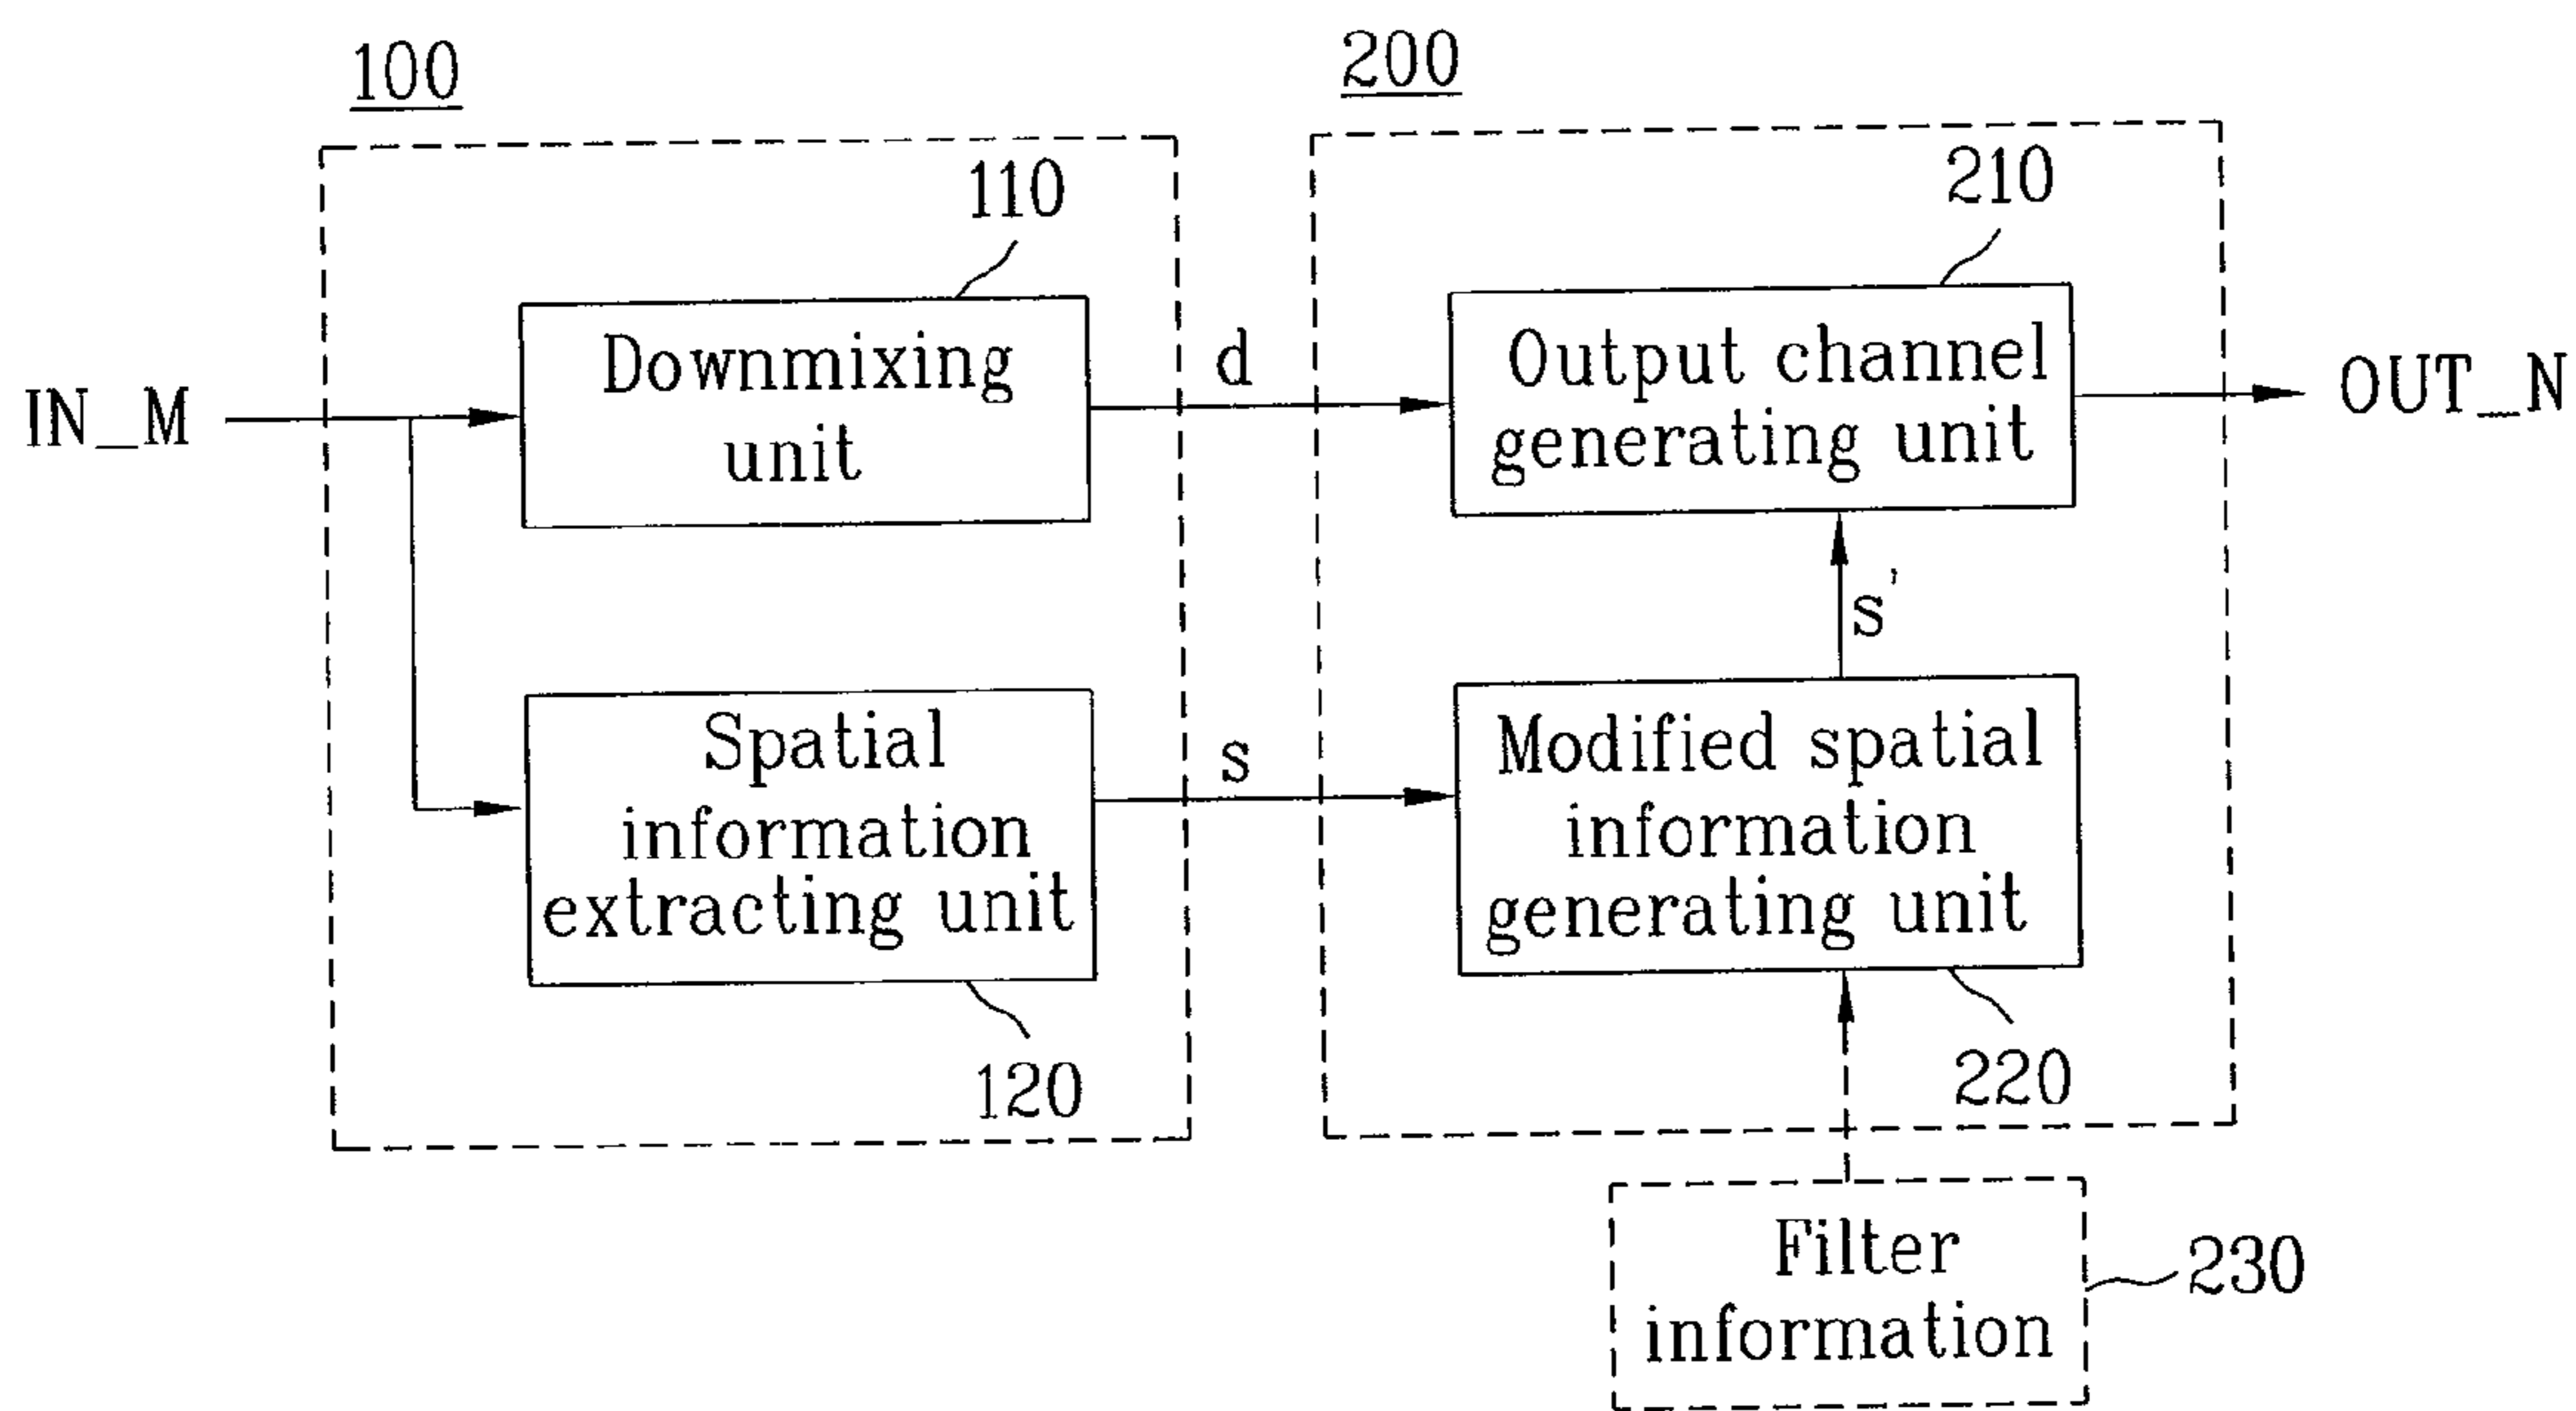 100
200
110
210
IN_M
Downmixing
unit
d
Output channel
generating unit
OUT_N
s'
Spatial
information
extracting unit
s
Modified spatial
information
generating unit
120
220
Filter
information
230